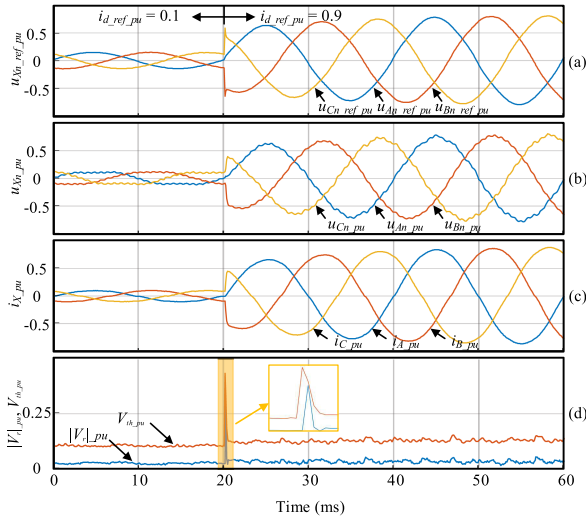 i_d_ref_pu = 0.1 i_d_ref_pu = 0.9
u_Xn_ref_pu
0.5
0
-0.5
u_Cn_ref_pu u_An_ref_pu u_Bn_ref_pu
(a)
u_Xn_pu
0.5
0
-0.5
u_Cn_pu u_An_pu u_Bn_pu
(b)
i_X_pu
0.5
0
-0.5
i_C_pu i_A_pu i_B_pu
(c)
|V_r|_pu, V_th_pu
0.25
0
V_th_pu
|V_r|_pu
(d)
0 10 20 30 40 50 60
Time (ms)